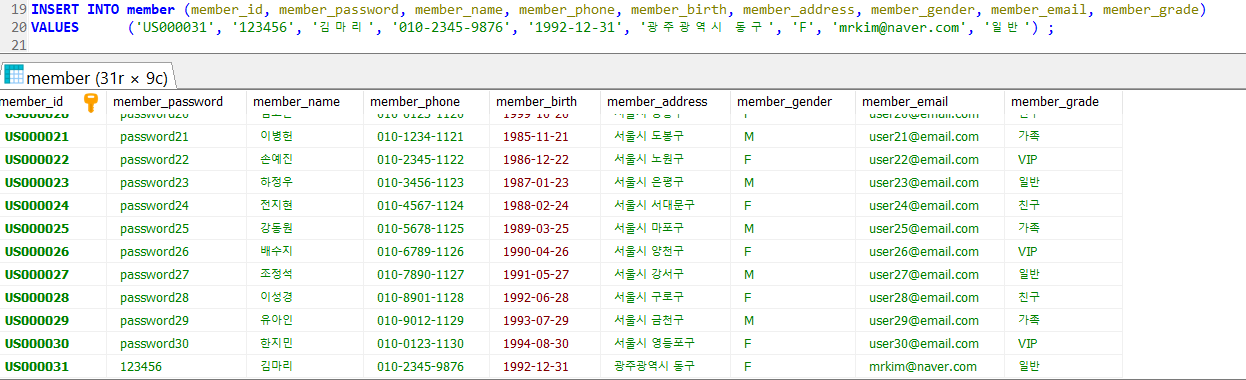 19 INSERT INTO member (member_id, member_password, member_name, member_phone, member_birth, member_address, member_gender, member_email, member_grade)
20 VALUES ('US000031', '123456', '김마리', '010-2345-9876', '1992-12-31', '광주광역시 동구', 'F', 'mrkim@naver.com', '일반') ;
21
member (31r × 9c)
member_id member_password member_name member_phone member_birth member_address member_gender member_email member_grade
US000021 password21 이병헌 010-1234-1121 1985-11-21 서울시 도봉구 M user21@email.com 가족
US000022 password22 손예진 010-2345-1122 1986-12-22 서울시 노원구 F user22@email.com VIP
US000023 password23 하정우 010-3456-1123 1987-01-23 서울시 은평구 M user23@email.com 일반
US000024 password24 전지현 010-4567-1124 1988-02-24 서울시 서대문구 F user24@email.com 친구
US000025 password25 강동원 010-5678-1125 1989-03-25 서울시 마포구 M user25@email.com 가족
US000026 password26 배수지 010-6789-1126 1990-04-26 서울시 양천구 F user26@email.com VIP
US000027 password27 조정석 010-7890-1127 1991-05-27 서울시 강서구 M user27@email.com 일반
US000028 password28 이성경 010-8901-1128 1992-06-28 서울시 구로구 F user28@email.com 친구
US000029 password29 유아인 010-9012-1129 1993-07-29 서울시 금천구 M user29@email.com 가족
US000030 password30 한지민 010-0123-1130 1994-08-30 서울시 영등포구 F user30@email.com VIP
US000031 123456 김마리 010-2345-9876 1992-12-31 광주광역시 동구 F mrkim@naver.com 일반